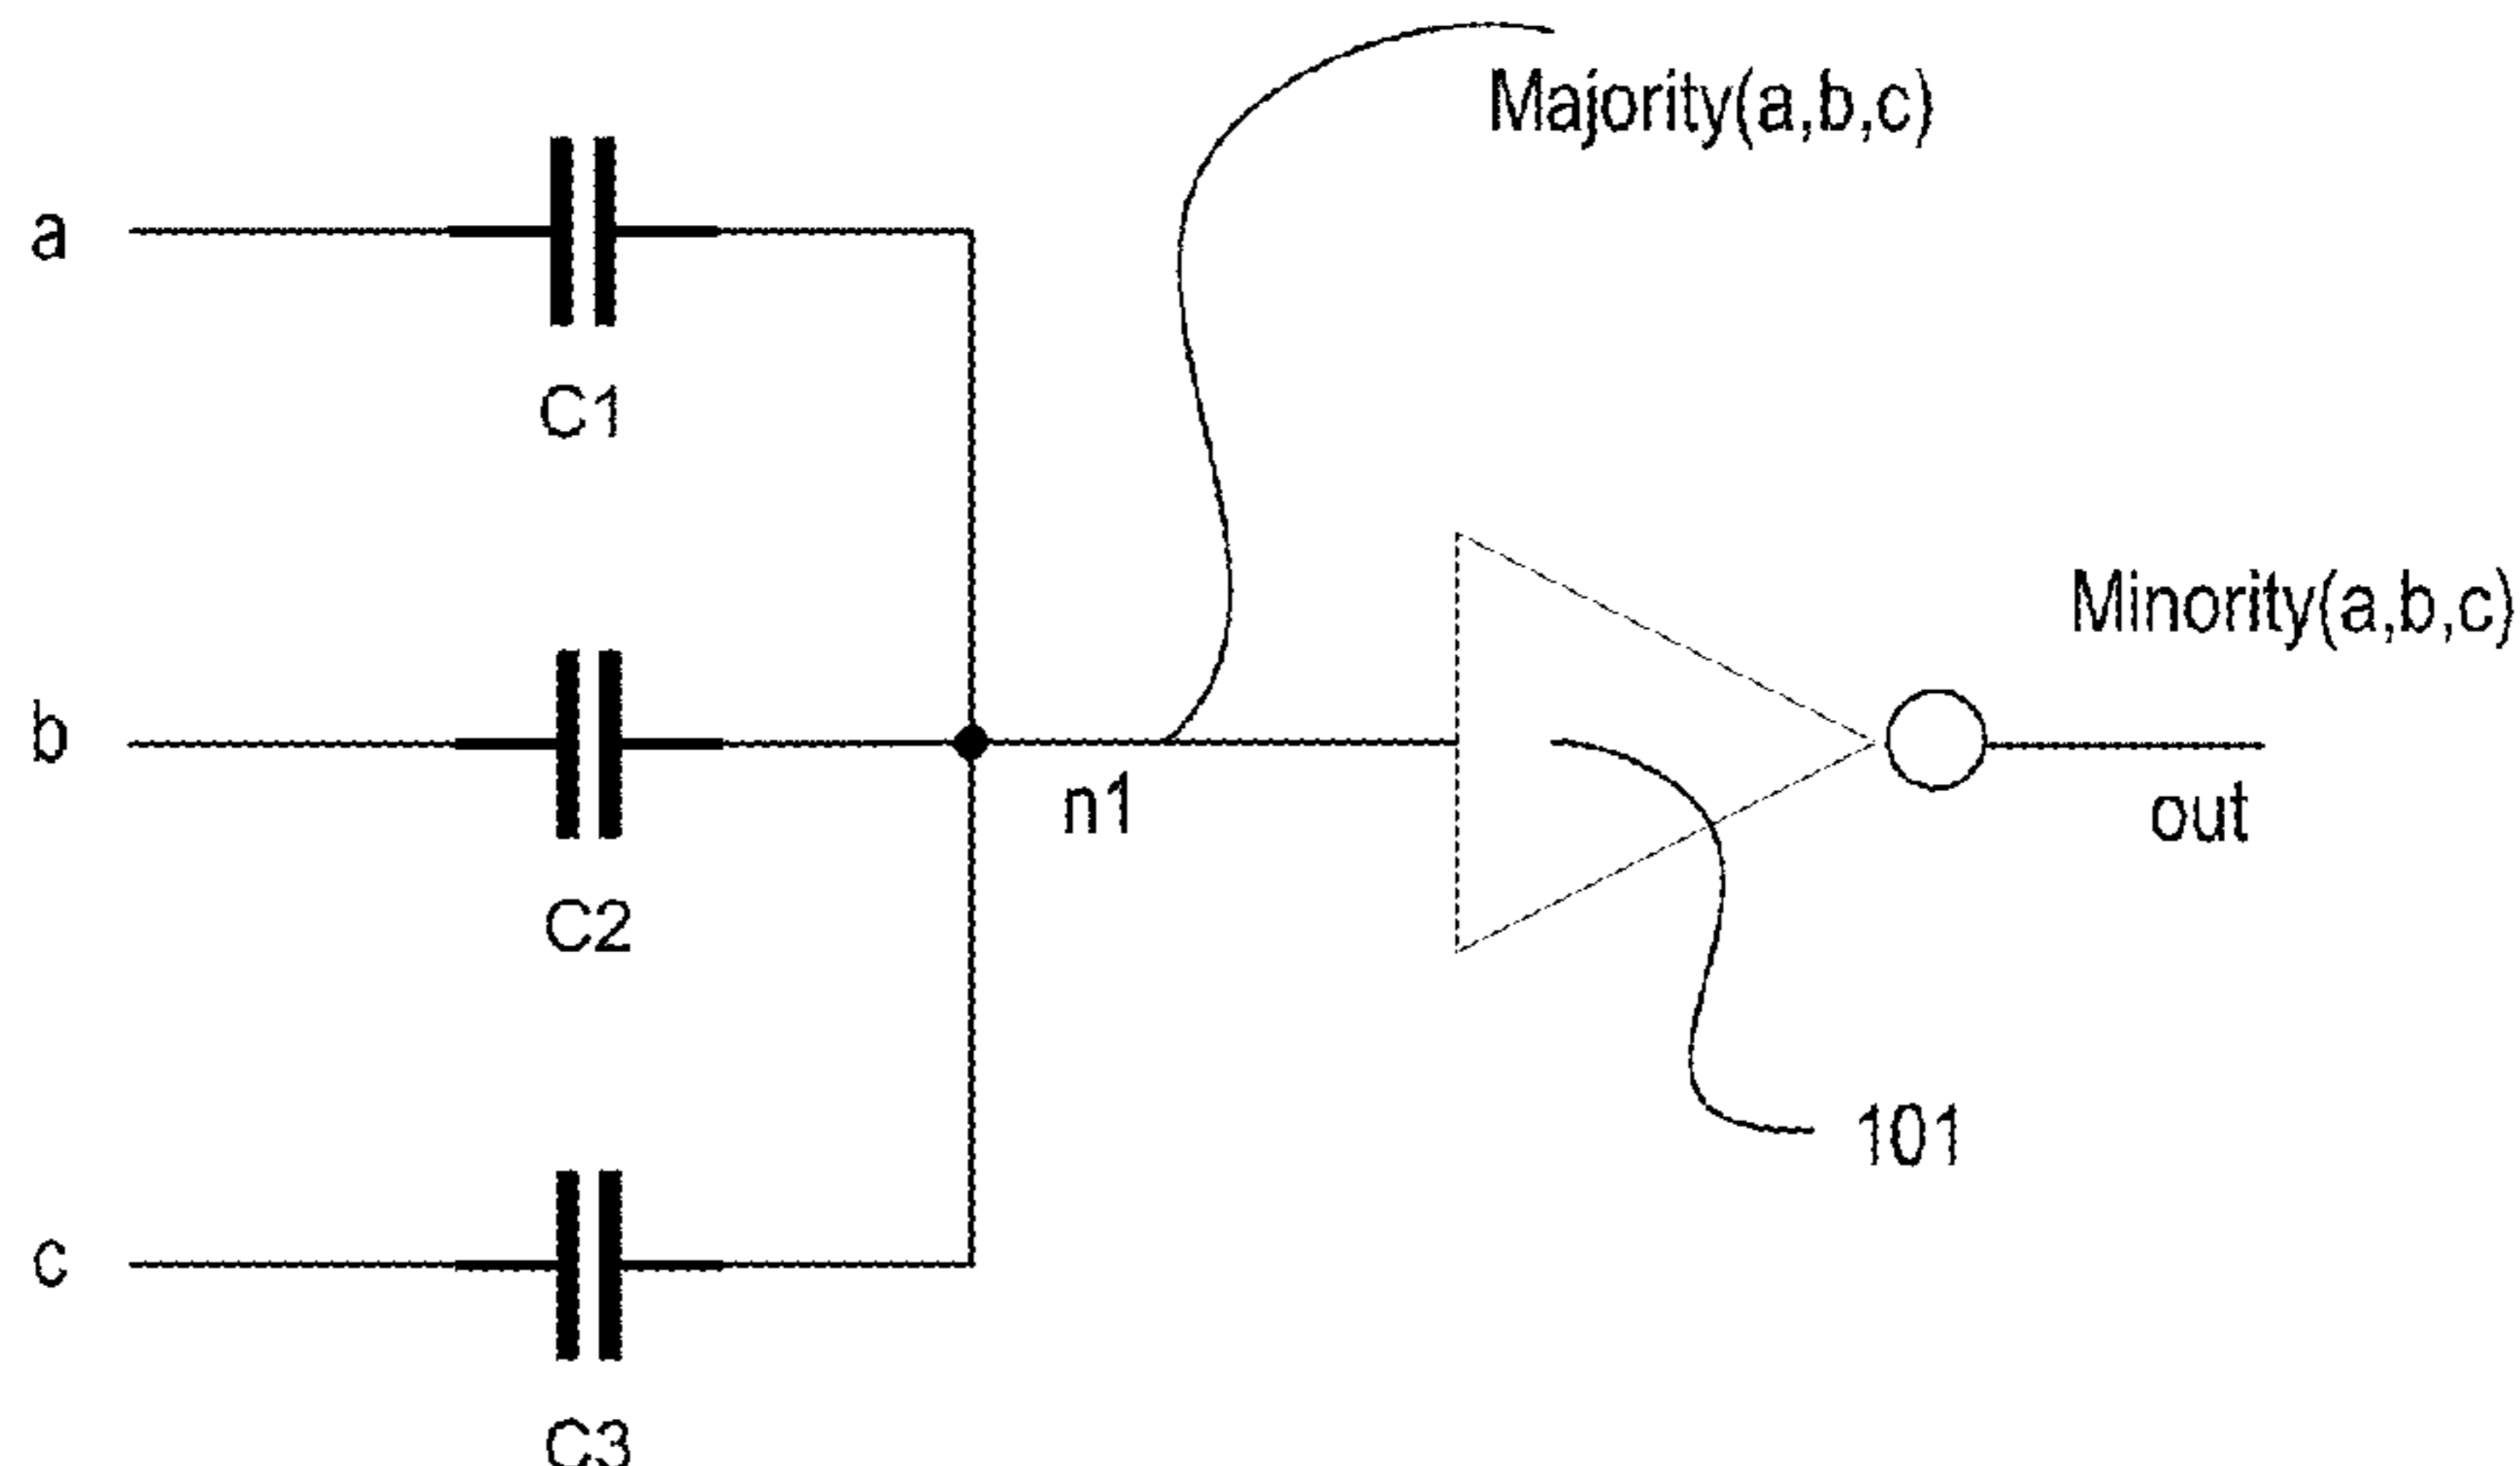 Majority(a,b,c)
a
C1
Minority(a,b,c)
b
n1
out
C2
101
c
C3